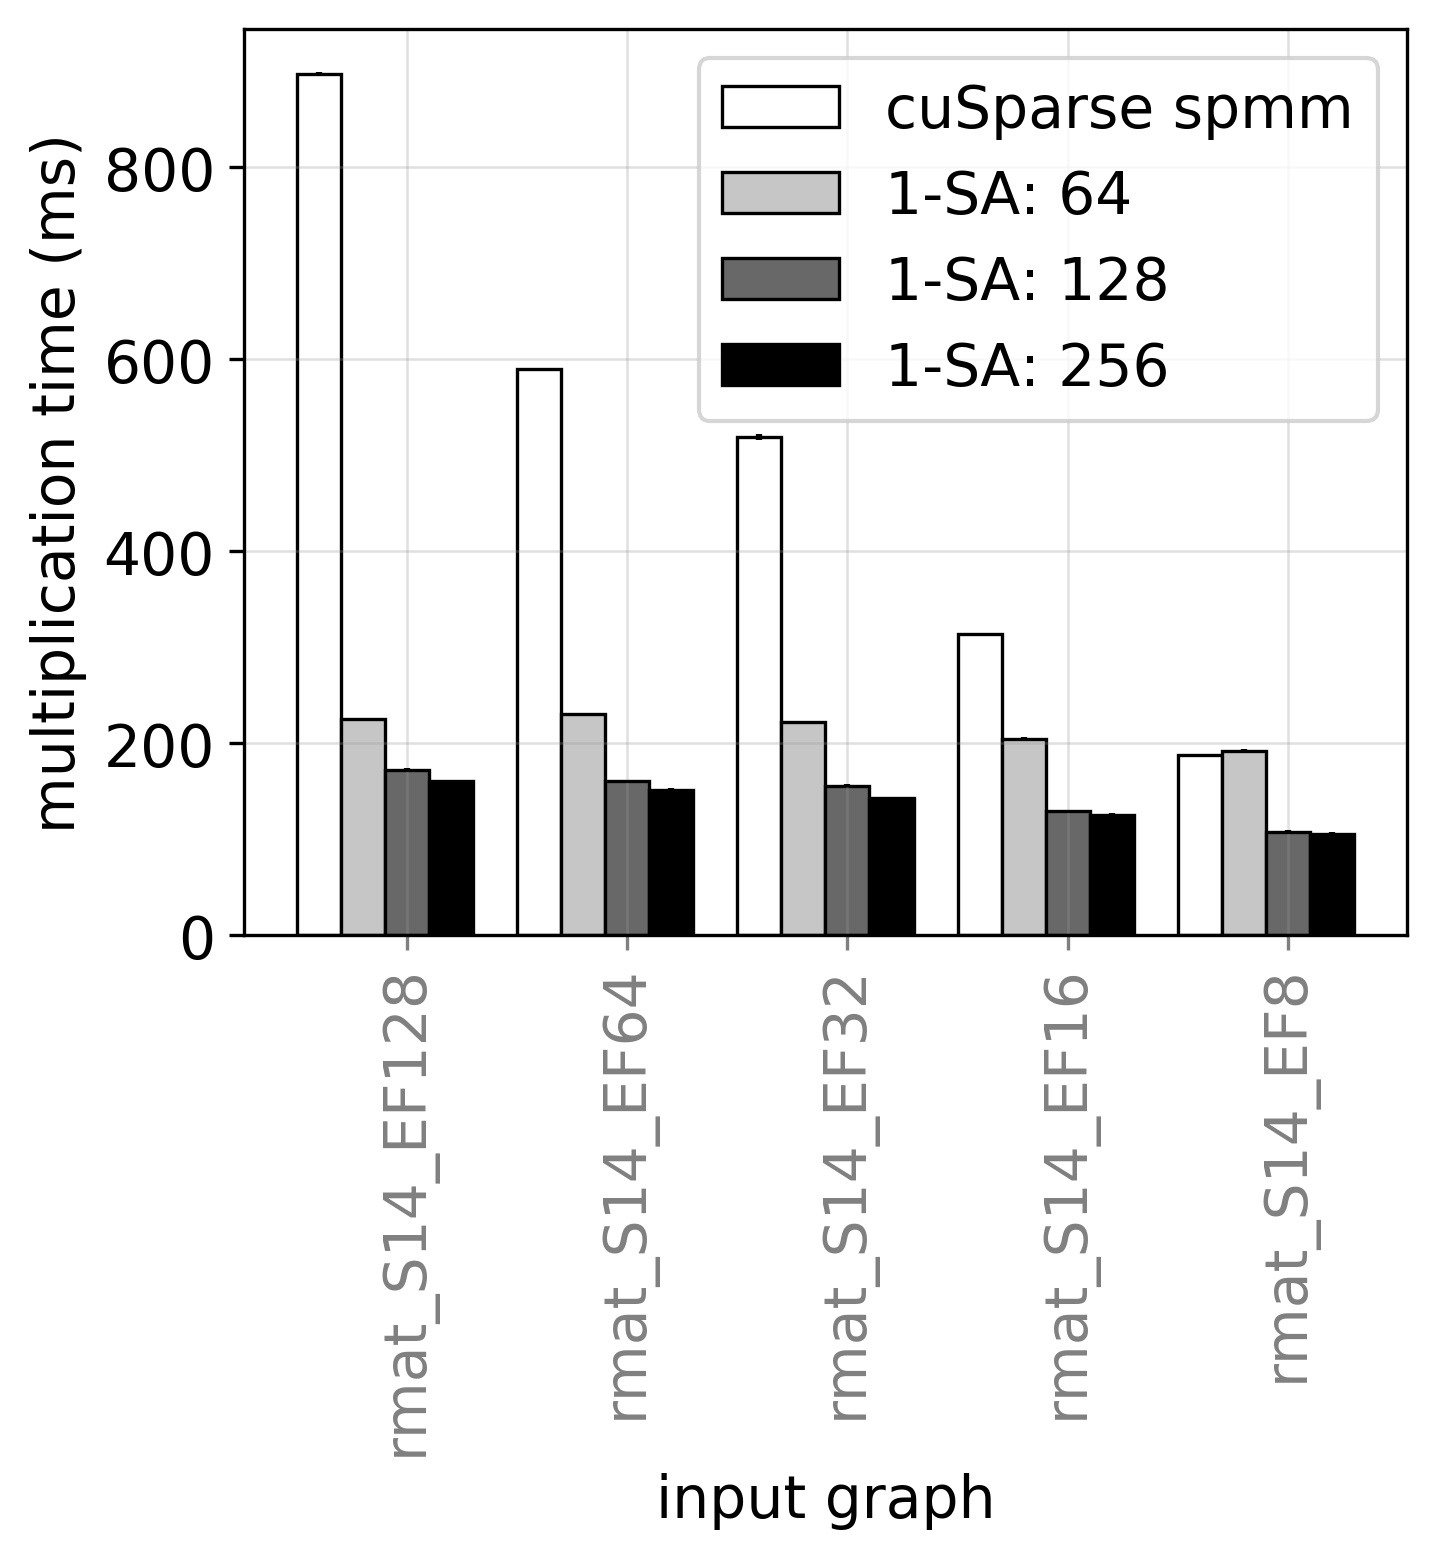 multiplication time (ms)
800
600
400
200
0
cuSparse spmm
1-SA: 64
1-SA: 128
1-SA: 256
rmat_S14_EF128
rmat_S14_EF64
rmat_S14_EF32
rmat_S14_EF16
rmat_S14_EF8
input graph